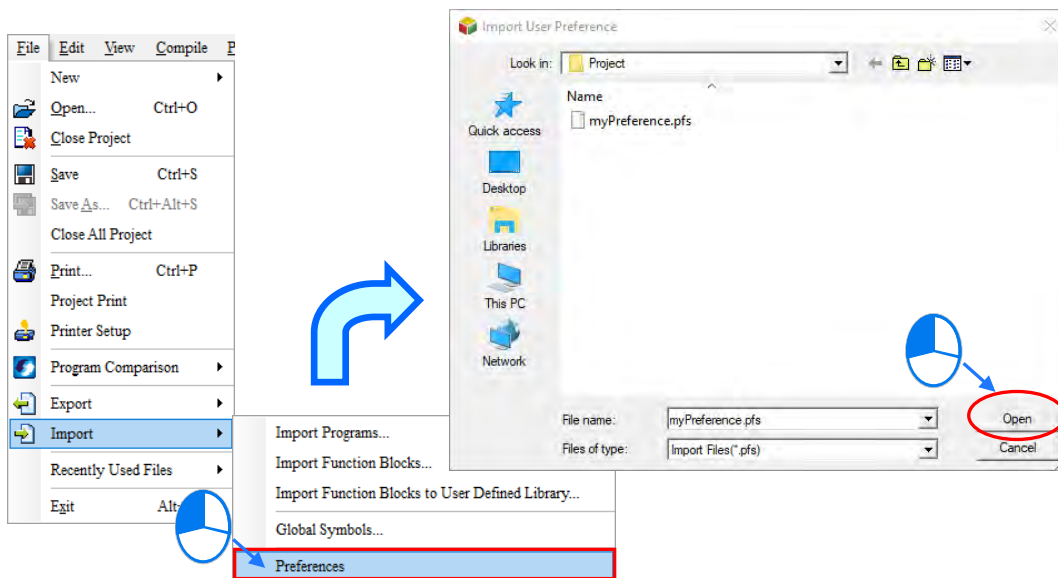 File Edit View Compile P
New
Open... Ctrl+O
Close Project
Save Ctrl+S
Save As... Ctrl+Alt+S
Close All Project
Print... Ctrl+P
Project Print
Printer Setup
Program Comparison
Export
Import
Recently Used Files
Exit Alt
Import Programs...
Import Function Blocks...
Import Function Blocks to User Defined Library...
Global Symbols...
Preferences
Import User Preference
Look in: Project
Name
myPreference.pfs
Quick access
Desktop
Libraries
This PC
Network
File name: myPreference.pfs Open
Files of type: Import Files(*.pfs) Cancel